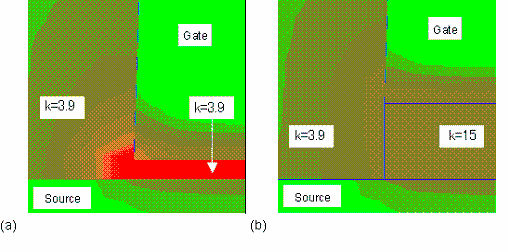 Gate
k=3.9
k=3.9
Source
(a)
Gate
k=3.9
k=15
Source
(b)